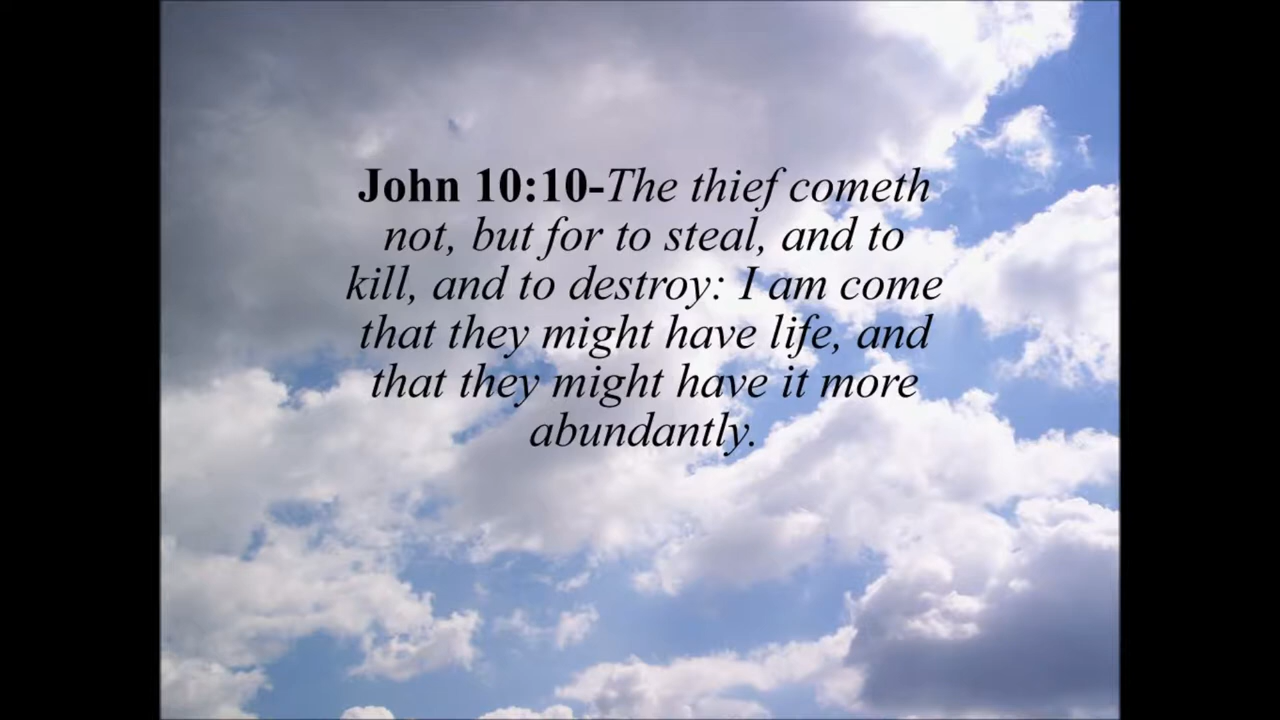 John 10:10-The thief cometh
not, but for to steal, and to
kill, and to destroy: I am come
that they might have life, and
that they might have it more
abundantly.